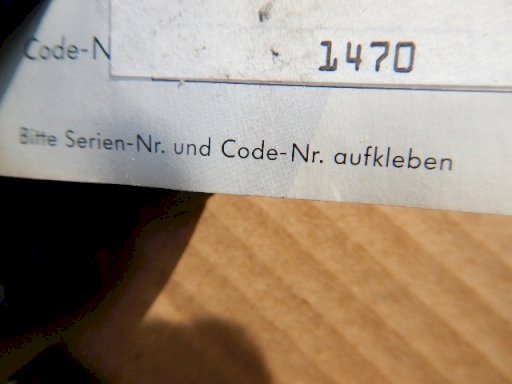 Code-N
1470
Bitte Serien-Nr. und Code-Nr. aufkleben